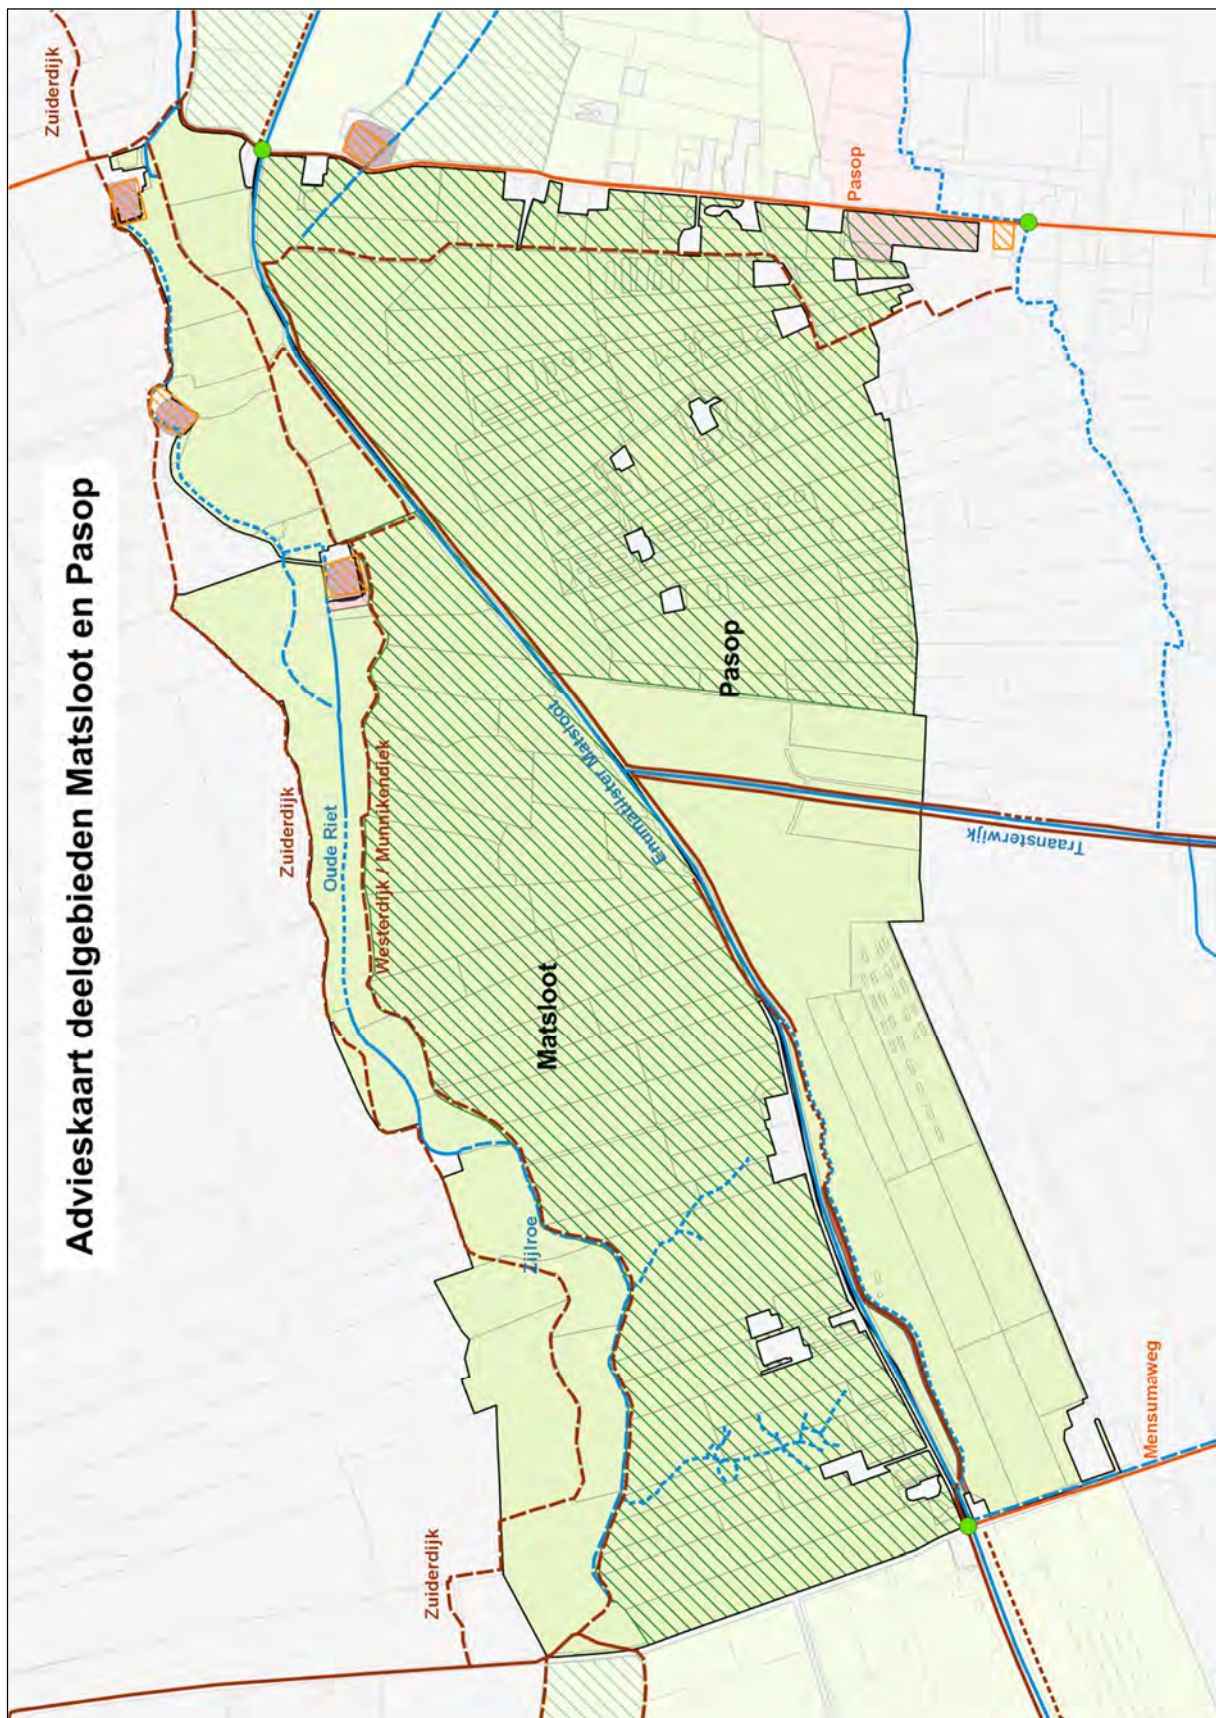 Advieskaart deelgebieden Matsloot en Pasop
Zuiderdijk
Zuiderdijk
Zuiderdijk
Oude Riet
Westerdijk / Munnikendiek
Zijlroe
Matsloot
Enumatilster Matsloot
Pasop
Pasop
Traansterwijk
Mensumaweg